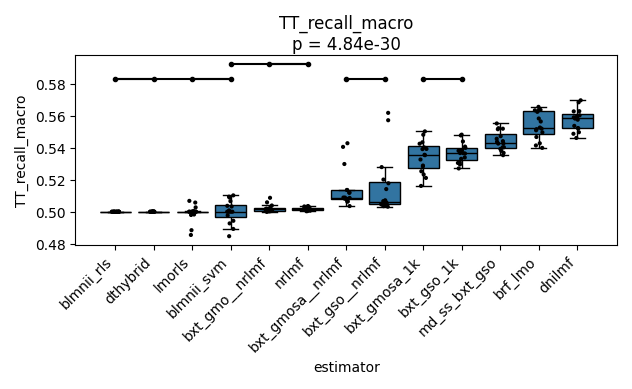 TT_recall_macro
p = 4.84e-30
TT_recall_macro
0.58
0.56
0.54
0.52
0.50
0.48
blmnii_rls
dthybrid
lmorls
blmnii_svm
bxt_gmo__nrlmf
nrlmf
bxt_gmosa__nrlmf
bxt_gso__nrlmf
bxt_gmosa_1k
bxt_gso_1k
md_ss_bxt_gso
brf_lmo
dnilmf
estimator